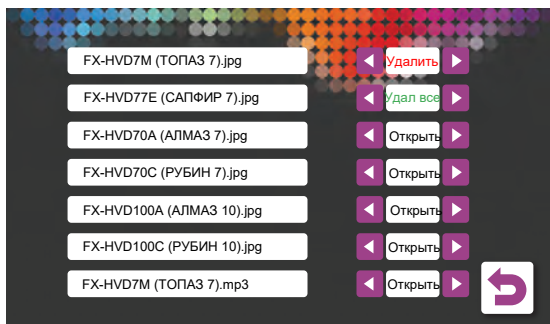 FX-HVD7M (ТОПАЗ 7).jpg Удалить
FX-HVD77E (САПФИР 7).jpg Удал все
FX-HVD70A (АЛМАЗ 7).jpg Открыть
FX-HVD70C (РУБИН 7).jpg Открыть
FX-HVD100A (АЛМАЗ 10).jpg Открыть
FX-HVD100C (РУБИН 10).jpg Открыть
FX-HVD7M (ТОПАЗ 7).mp3 Открыть